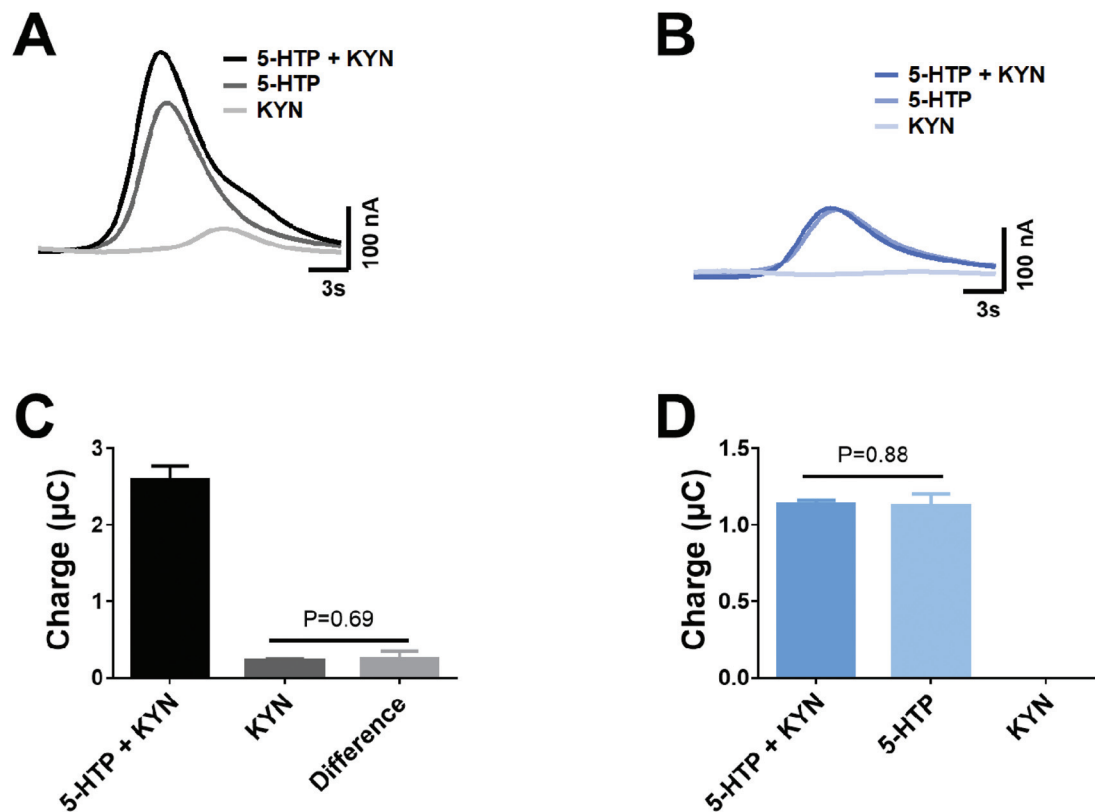 A
5-HTP + KYN
5-HTP
KYN
100 nA
3s
B
5-HTP + KYN
5-HTP
KYN
100 nA
3s
C
Charge (µC)
3
2
1
0
P=0.69
5-HTP + KYN
KYN
Difference
D
Charge (µC)
1.5
1.0
0.5
0.0
P=0.88
5-HTP + KYN
5-HTP
KYN